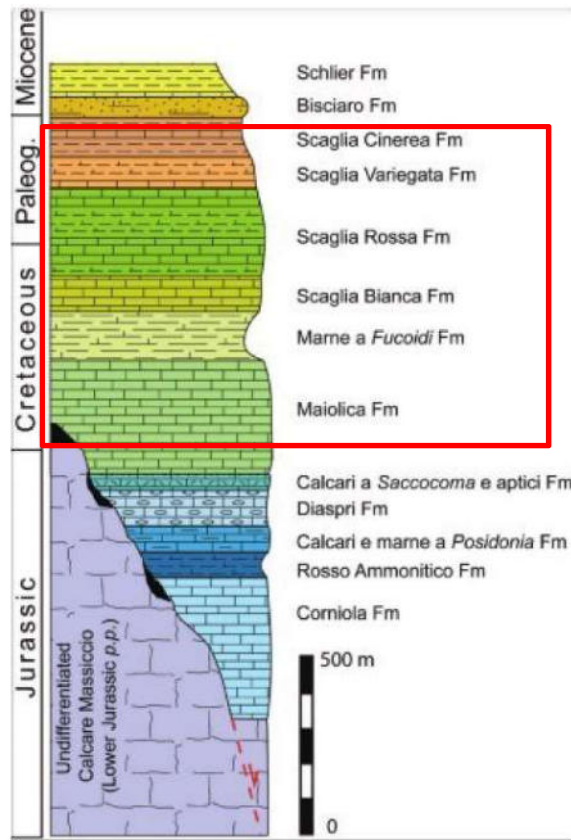 Miocene
Paleog.
Cretaceous
Jurassic
Schlier Fm
Bisciaro Fm
Scaglia Cinerea Fm
Scaglia Variegata Fm
Scaglia Rossa Fm
Scaglia Bianca Fm
Marne a Fucoidi Fm
Maiolica Fm
Calcari a Saccocoma e aptici Fm
Diaspri Fm
Calcari e marne a Posidonia Fm
Rosso Ammonitico Fm
Corniola Fm
Undifferentiated
Calcare Massiccio
(Lower Jurassic p.p.)
500 m
0